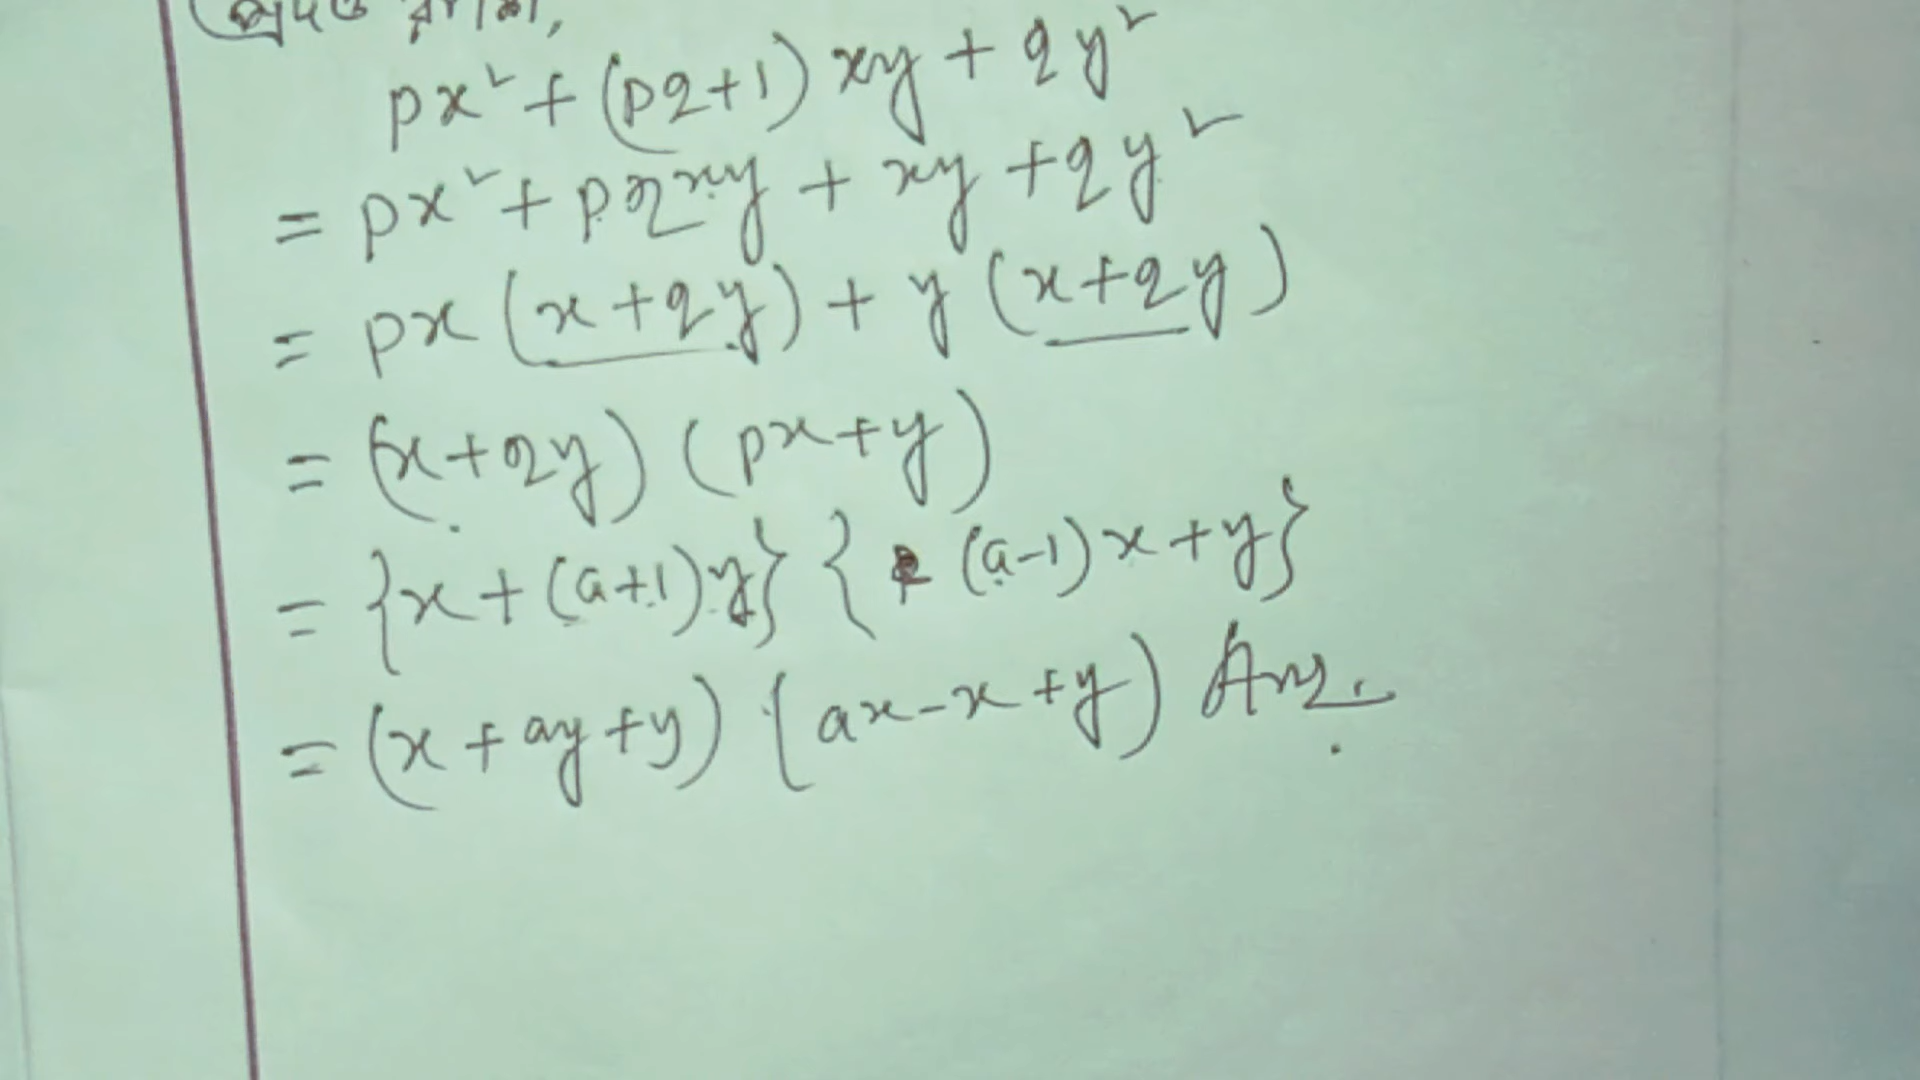 px² + (pq+1) xy + qy²
= px² + pqxy + xy + qy²
= px (x+qy) + y (x+qy)
= (x+qy) (px+y)
= {x+(a+1)y} { (a-1)x+y}
= (x+ay+y) (ax-x+y) Ans.